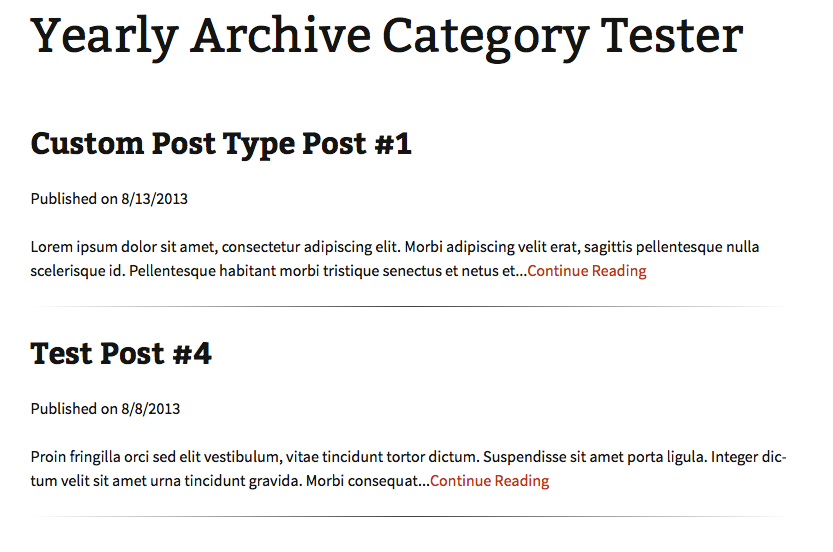 Yearly Archive Category Tester
Custom Post Type Post #1
Published on 8/13/2013
Lorem ipsum dolor sit amet, consectetur adipiscing elit. Morbi adipiscing velit erat, sagittis pellentesque nulla
scelerisque id. Pellentesque habitant morbi tristique senectus et netus et...Continue Reading
Test Post #4
Published on 8/8/2013
Proin fringilla orci sed elit vestibulum, vitae tincidunt tortor dictum. Suspendisse sit amet porta ligula. Integer dic-
tum velit sit amet urna tincidunt gravida. Morbi consequat...Continue Reading